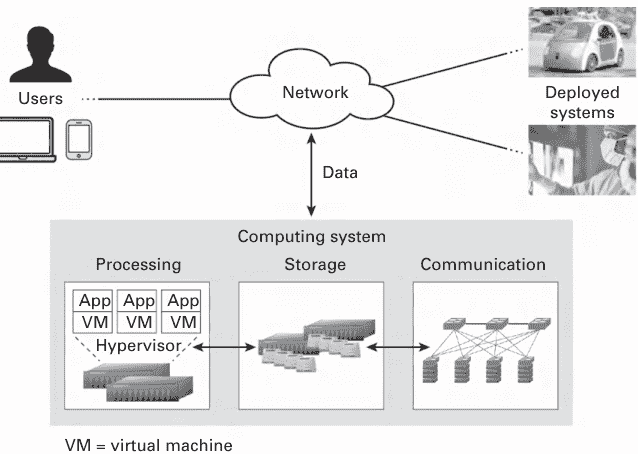 Users
Network
Deployed
systems
Data
Computing system
Processing
Storage
Communication
App App App
VM VM VM
Hypervisor
VM = virtual machine